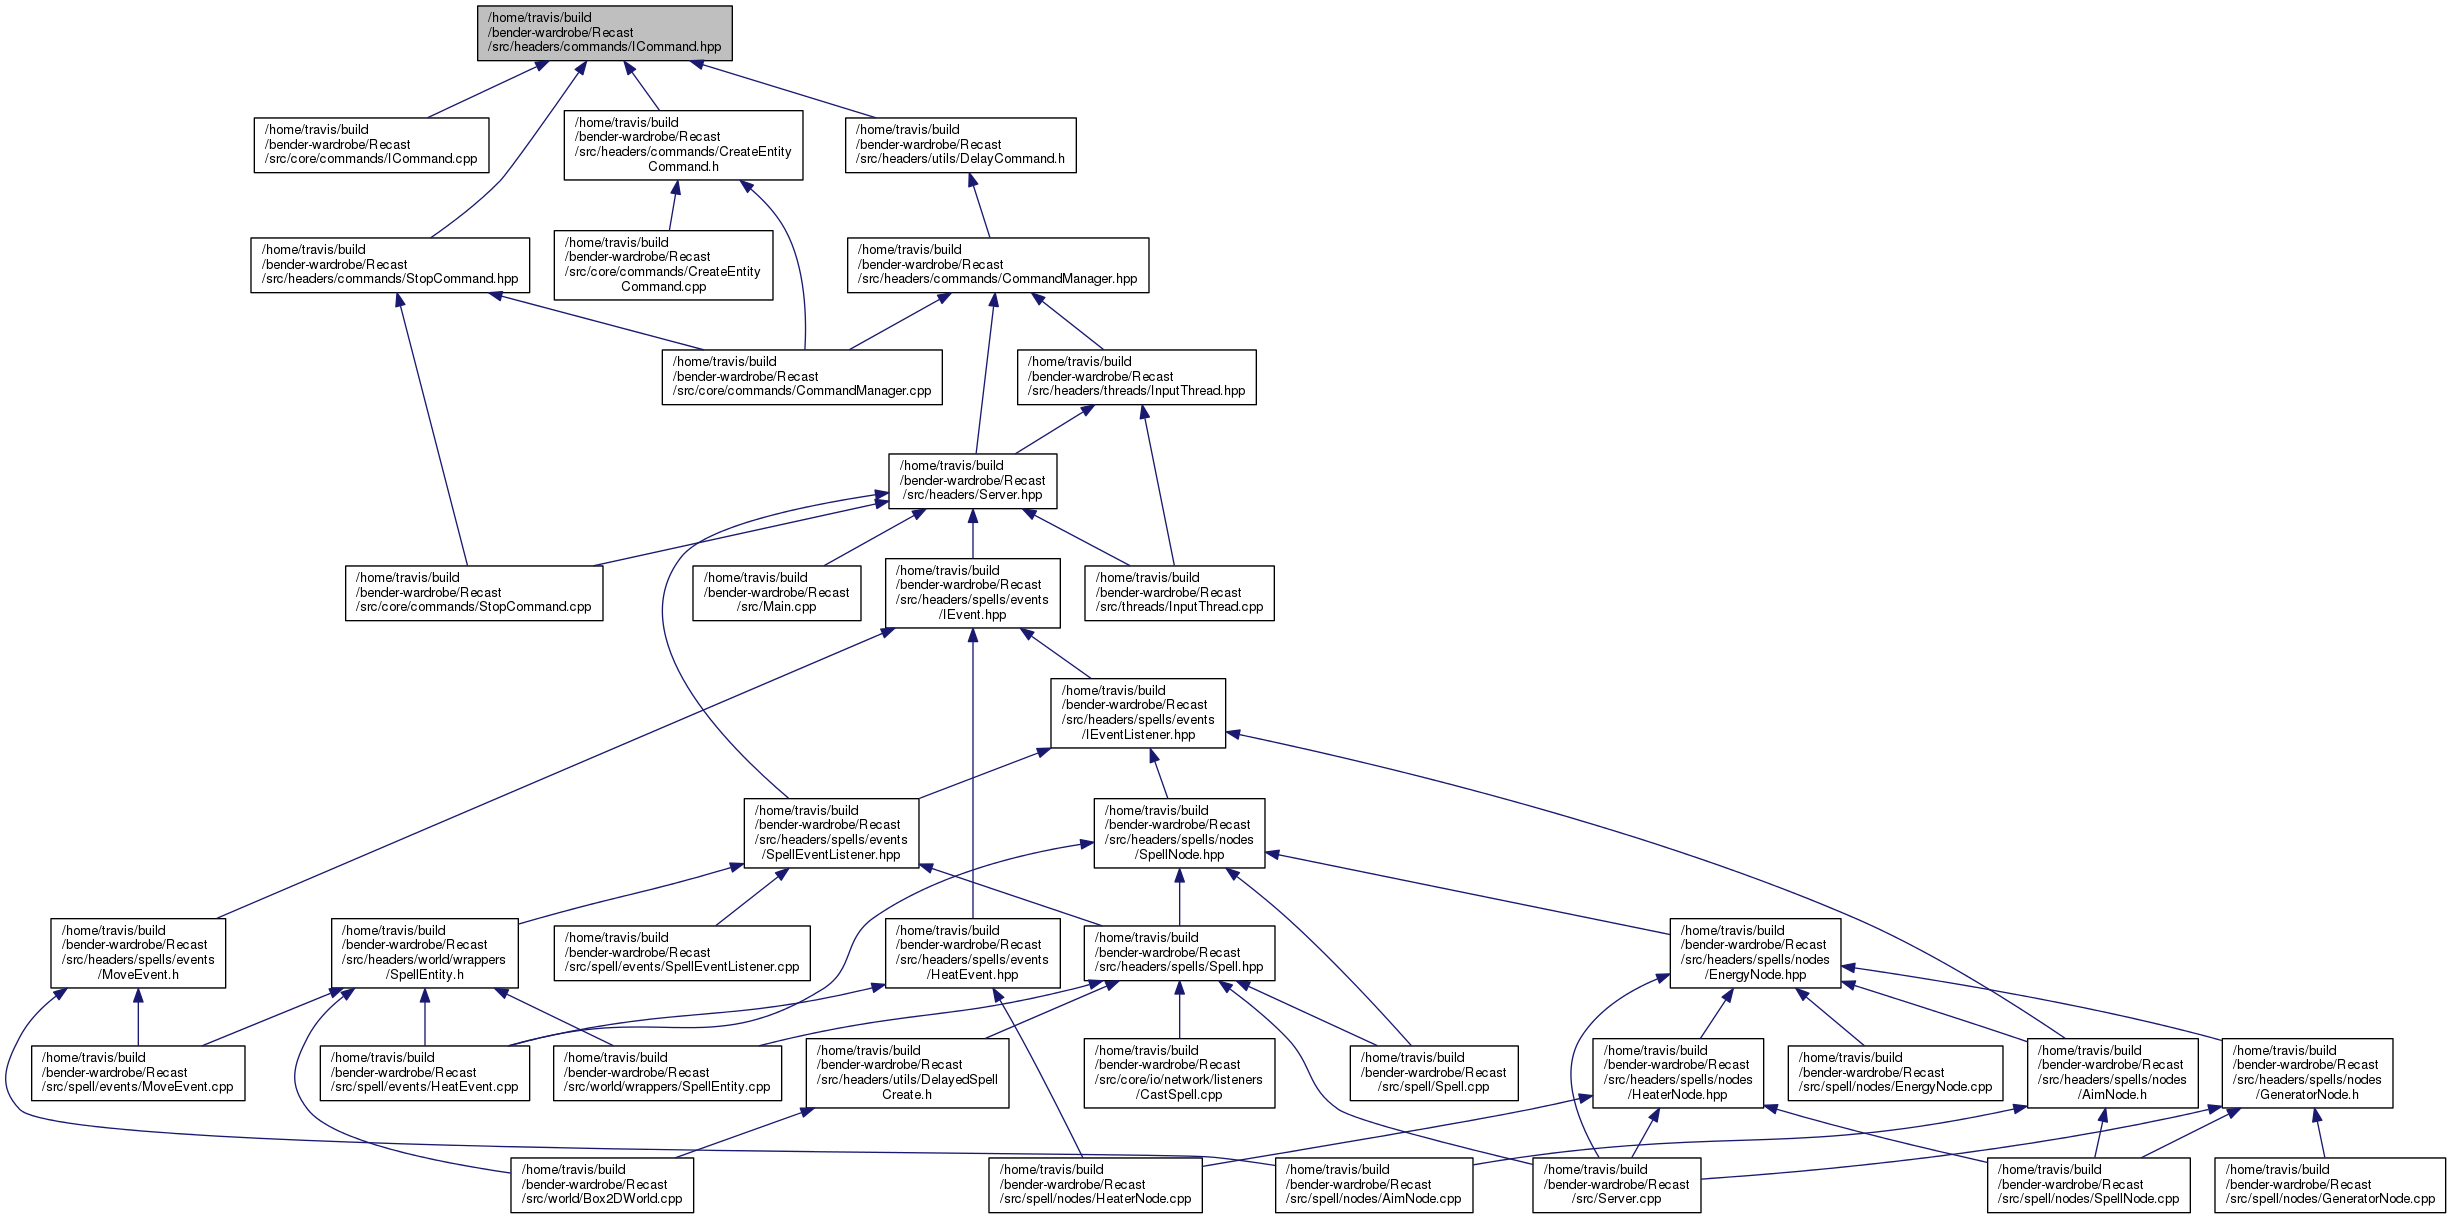 /home/travis/build
/bender-wardrobe/Recast
/src/headers/commands/ICommand.hpp
/home/travis/build
/bender-wardrobe/Recast
/src/core/commands/ICommand.cpp
/home/travis/build
/bender-wardrobe/Recast
/src/headers/commands/CreateEntity
Command.h
/home/travis/build
/bender-wardrobe/Recast
/src/headers/utils/DelayCommand.h
/home/travis/build
/bender-wardrobe/Recast
/src/headers/commands/StopCommand.hpp
/home/travis/build
/bender-wardrobe/Recast
/src/core/commands/CreateEntity
Command.cpp
/home/travis/build
/bender-wardrobe/Recast
/src/headers/commands/CommandManager.hpp
/home/travis/build
/bender-wardrobe/Recast
/src/core/commands/CommandManager.cpp
/home/travis/build
/bender-wardrobe/Recast
/src/headers/threads/InputThread.hpp
/home/travis/build
/bender-wardrobe/Recast
/src/headers/Server.hpp
/home/travis/build
/bender-wardrobe/Recast
/src/core/commands/StopCommand.cpp
/home/travis/build
/bender-wardrobe/Recast
/src/Main.cpp
/home/travis/build
/bender-wardrobe/Recast
/src/headers/spells/events
/IEvent.hpp
/home/travis/build
/bender-wardrobe/Recast
/src/threads/InputThread.cpp
/home/travis/build
/bender-wardrobe/Recast
/src/headers/spells/events
/IEventListener.hpp
/home/travis/build
/bender-wardrobe/Recast
/src/headers/spells/events
/SpellEventListener.hpp
/home/travis/build
/bender-wardrobe/Recast
/src/headers/spells/nodes
/SpellNode.hpp
/home/travis/build
/bender-wardrobe/Recast
/src/headers/spells/events
/MoveEvent.h
/home/travis/build
/bender-wardrobe/Recast
/src/headers/world/wrappers
/SpellEntity.h
/home/travis/build
/bender-wardrobe/Recast
/src/spell/events/SpellEventListener.cpp
/home/travis/build
/bender-wardrobe/Recast
/src/headers/spells/events
/HeatEvent.hpp
/home/travis/build
/bender-wardrobe/Recast
/src/headers/spells/Spell.hpp
/home/travis/build
/bender-wardrobe/Recast
/src/headers/spells/nodes
/EnergyNode.hpp
/home/travis/build
/bender-wardrobe/Recast
/src/spell/events/MoveEvent.cpp
/home/travis/build
/bender-wardrobe/Recast
/src/spell/events/HeatEvent.cpp
/home/travis/build
/bender-wardrobe/Recast
/src/world/wrappers/SpellEntity.cpp
/home/travis/build
/bender-wardrobe/Recast
/src/headers/utils/DelayedSpell
Create.h
/home/travis/build
/bender-wardrobe/Recast
/src/core/io/network/listeners
/CastSpell.cpp
/home/travis/build
/bender-wardrobe/Recast
/src/spell/Spell.cpp
/home/travis/build
/bender-wardrobe/Recast
/src/headers/spells/nodes
/HeaterNode.hpp
/home/travis/build
/bender-wardrobe/Recast
/src/spell/nodes/EnergyNode.cpp
/home/travis/build
/bender-wardrobe/Recast
/src/headers/spells/nodes
/AimNode.h
/home/travis/build
/bender-wardrobe/Recast
/src/headers/spells/nodes
/GeneratorNode.h
/home/travis/build
/bender-wardrobe/Recast
/src/world/Box2DWorld.cpp
/home/travis/build
/bender-wardrobe/Recast
/src/spell/nodes/HeaterNode.cpp
/home/travis/build
/bender-wardrobe/Recast
/src/spell/nodes/AimNode.cpp
/home/travis/build
/bender-wardrobe/Recast
/src/Server.cpp
/home/travis/build
/bender-wardrobe/Recast
/src/spell/nodes/SpellNode.cpp
/home/travis/build
/bender-wardrobe/Recast
/src/spell/nodes/GeneratorNode.cpp